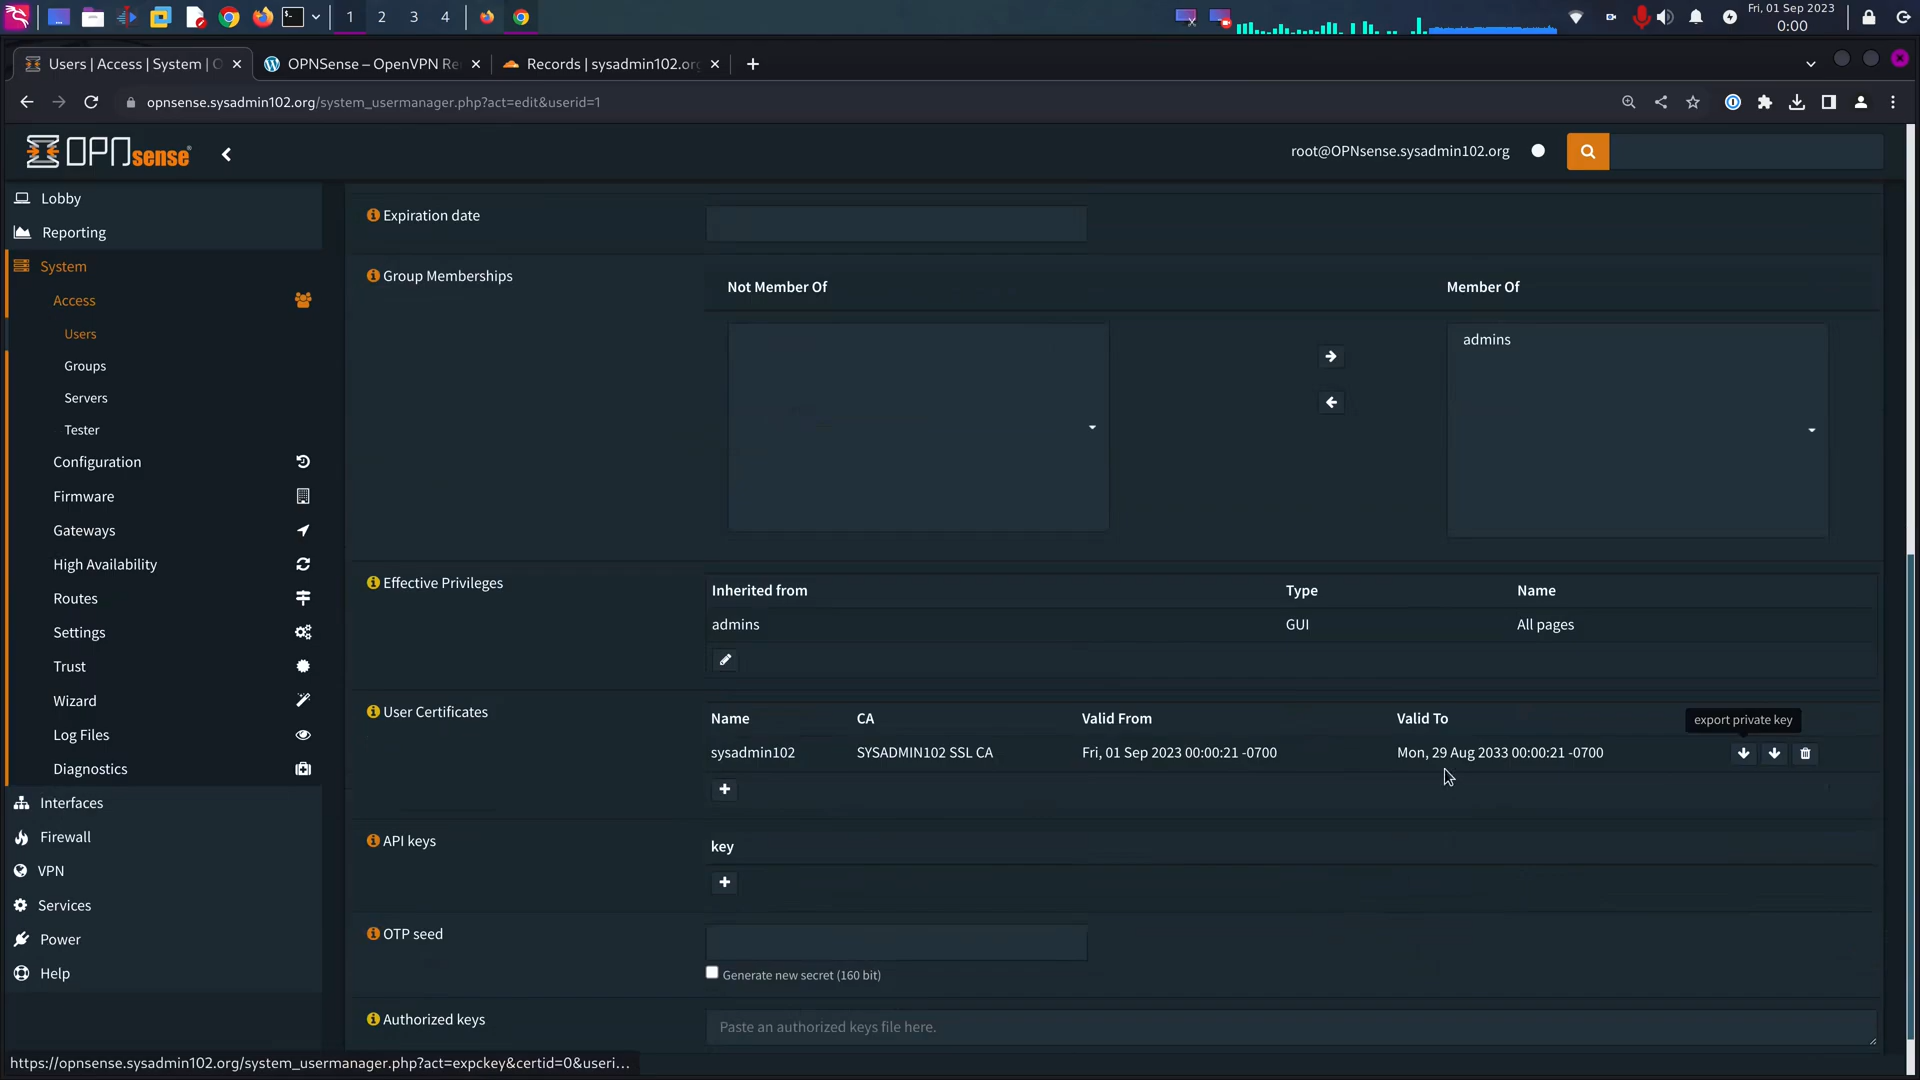 1 2 3 4
Fri, 01 Sep 2023
0:00
Users | Access | System | O
OPNSense – OpenVPN Re
Records | sysadmin102.or
opnsense.sysadmin102.org/system_usermanager.php?act=edit&userid=1
OPNsense
root@OPNsense.sysadmin102.org
Lobby
Reporting
System
Access
Users
Groups
Servers
Tester
Configuration
Firmware
Gateways
High Availability
Routes
Settings
Trust
Wizard
Log Files
Diagnostics
Interfaces
Firewall
VPN
Services
Power
Help
Expiration date
Group Memberships
Not Member Of
Member Of
admins
Effective Privileges
Inherited from Type Name
admins GUI All pages
User Certificates
Name CA Valid From Valid To
export private key
sysadmin102 SYSADMIN102 SSL CA Fri, 01 Sep 2023 00:00:21 -0700 Mon, 29 Aug 2033 00:00:21 -0700
API keys
key
OTP seed
Generate new secret (160 bit)
Authorized keys
Paste an authorized keys file here.
https://opnsense.sysadmin102.org/system_usermanager.php?act=expckey&certid=0&useri...